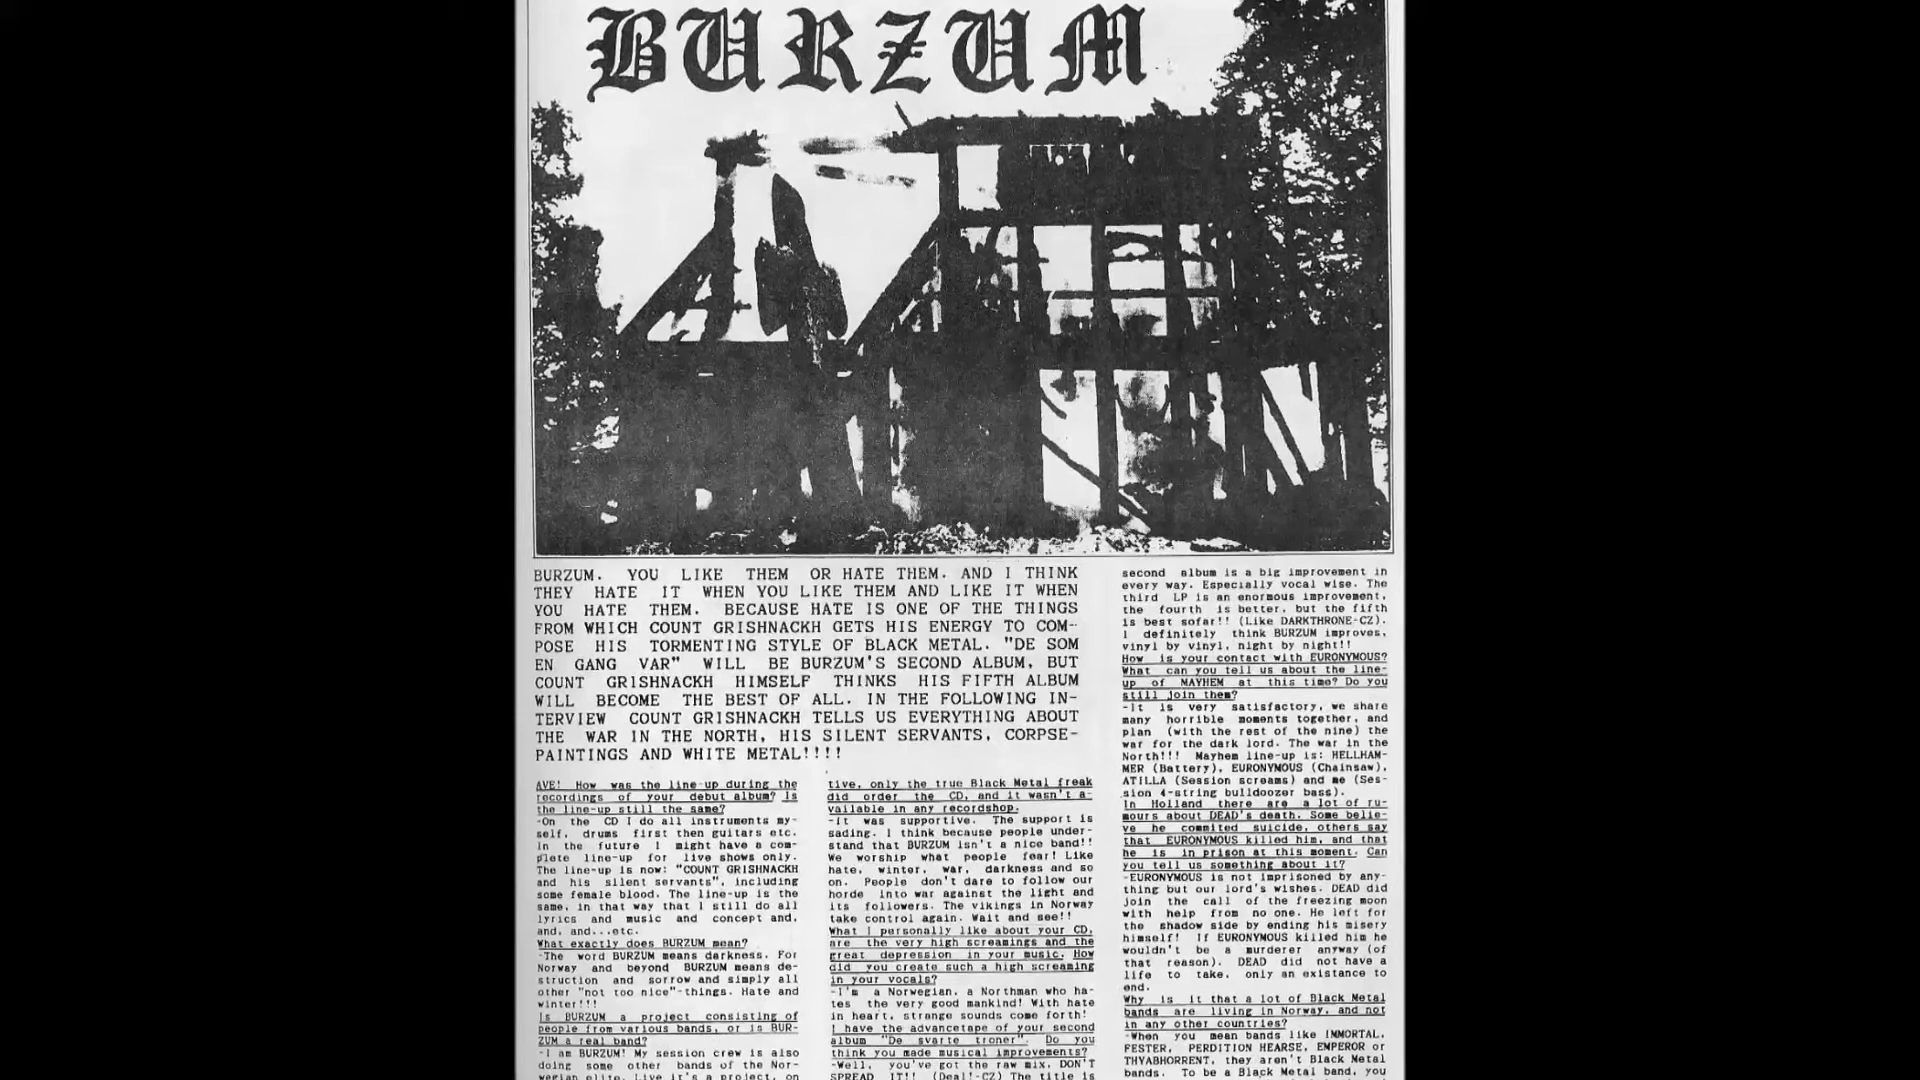 BURZUM
BURZUM. YOU LIKE THEM OR HATE THEM. AND I THINK
THEY HATE IT WHEN YOU LIKE THEM AND LIKE IT WHEN
YOU HATE THEM. BECAUSE HATE IS ONE OF THE THINGS
FROM WHICH COUNT GRISHNACKH GETS HIS ENERGY TO COM-
POSE HIS TORMENTING STYLE OF BLACK METAL. "DE SOM
EN GANG VAR" WILL BE BURZUM'S SECOND ALBUM, BUT
COUNT GRISHNACKH HIMSELF THINKS HIS FIFTH ALBUM
WILL BECOME THE BEST OF ALL. IN THE FOLLOWING IN-
TERVIEW COUNT GRISHNACKH TELLS US EVERYTHING ABOUT
THE WAR IN THE NORTH, HIS SILENT SERVANTS, CORPSE-
PAINTINGS AND WHITE METAL!!!!
AVE! How was the line-up during the
recordings of your debut album? Is
the line-up still the same?
-On the CD I do all instruments my-
self, drums first then guitars etc.
In the future I might have a com-
plete line-up for live shows only.
The line-up is now: "COUNT GRISHNACKH
and his silent servants", including
some female blood. The line-up is the
same, in that way that I still do all
lyrics and music and concept and,
and, and...etc.
What exactly does BURZUM mean?
-The word BURZUM means darkness. For
Norway and beyond BURZUM means de-
struction and sorrow and simply all
other "not too nice"-things. Hate and
winter!!!
Is BURZUM a project consisting of
people from various bands, or is BUR-
ZUM a real band?
-I am BURZUM! My session crew is also
doing some other bands of the Nor-
wegian elite. Live it's a project, on
tive, only the true Black Metal freak
did order the CD, and it wasn't a-
vailable in any recordshop.
-It was supportive. The support is
sading. I think because people under-
stand that BURZUM isn't a nice band!!
We worship what people fear! Like
hate, winter, war, darkness and so
on. People don't dare to follow our
horde into war against the light and
its followers. The vikings in Norway
take control again. Wait and see!!
What I personally like about your CD,
are the very high screamings and the
great depression in your music. How
did you create such a high screaming
in your vocals?
-I'm a Norwegian, a Northman who ha-
tes the very good mankind! With hate
in heart, strange sounds come forth!
I have the advancetape of your second
album "De svarte troner". Do you
think you made musical improvements?
-Well, you've got the raw mix, DON'T
SPREAD IT!! (Deal!-CZ) The title is
second album is a big improvement in
every way. Especially vocal wise. The
third LP is an enormous improvement,
the fourth is better, but the fifth
is best sofar!! (Like DARKTHRONE-CZ).
I definitely think BURZUM improves,
vinyl by vinyl, night by night!!
How is your contact with EURONYMOUS?
What can you tell us about the line-
up of MAYHEM at this time? Do you
still join them?
-It is very satisfactory, we share
many horrible moments together, and
plan (with the rest of the nine) the
war for the dark lord. The war in the
North!!! Mayhem line-up is: HELLHAM-
MER (Battery), EURONYMOUS (Chainsaw),
ATILLA (Session screams) and me (Ses-
sion 4-string bulldoozer bass).
In Holland there are a lot of ru-
mours about DEAD's death. Some belie-
ve he commited suicide, others say
that EURONYMOUS killed him, and that
he is in prison at this moment. Can
you tell us something about it?
-EURONYMOUS is not imprisoned by any-
thing but our lord's wishes. DEAD did
join the call of the freezing moon
with help from no one. He left for
the shadow side by ending his misery
himself! If EURONYMOUS killed him he
wouldn't be a murderer anyway (of
that reason). DEAD did not have a
life to take, only an existance to
end.
Why is it that a lot of Black Metal
bands are living in Norway, and not
in any other countries?
-When you mean bands like IMMORTAL,
FESTER, PERDITION HEARSE, EMPEROR or
THYABHORRENT, they aren't Black Metal
bands. To be a Black Metal band, you